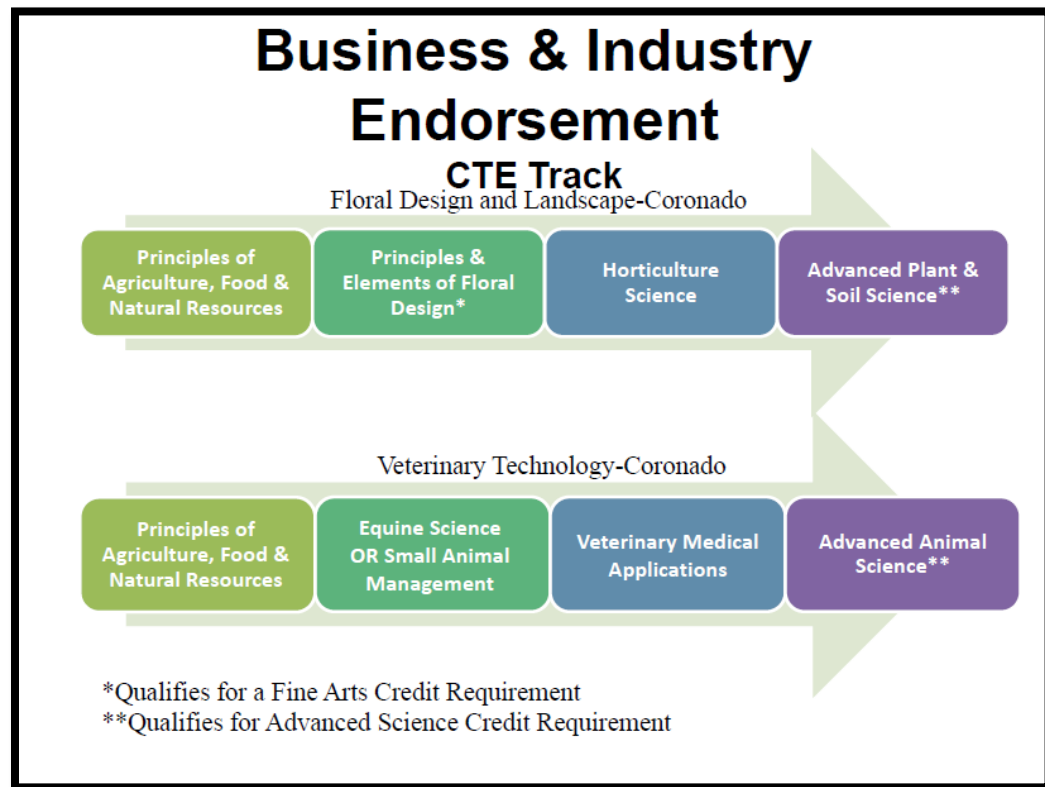 Business & Industry
Endorsement
CTE Track
Floral Design and Landscape-Coronado
Principles of
Agriculture, Food &
Natural Resources
Principles &
Elements of Floral
Design*
Horticulture
Science
Advanced Plant &
Soil Science**
Veterinary Technology-Coronado
Principles of
Agriculture, Food &
Natural Resources
Equine Science
OR Small Animal
Management
Veterinary Medical
Applications
Advanced Animal
Science**
*Qualifies for a Fine Arts Credit Requirement
**Qualifies for Advanced Science Credit Requirement